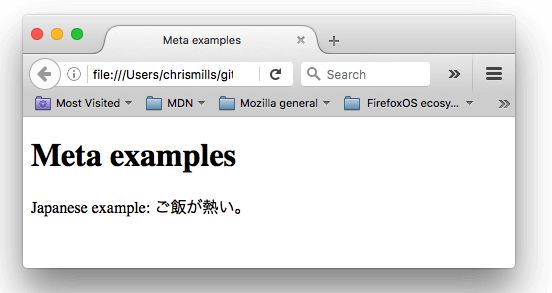 Meta examples
file:///Users/chrismills/git
Search
Most Visited MDN Mozilla general FirefoxOS ecosy...
Meta examples
Japanese example: ご飯が熱い。